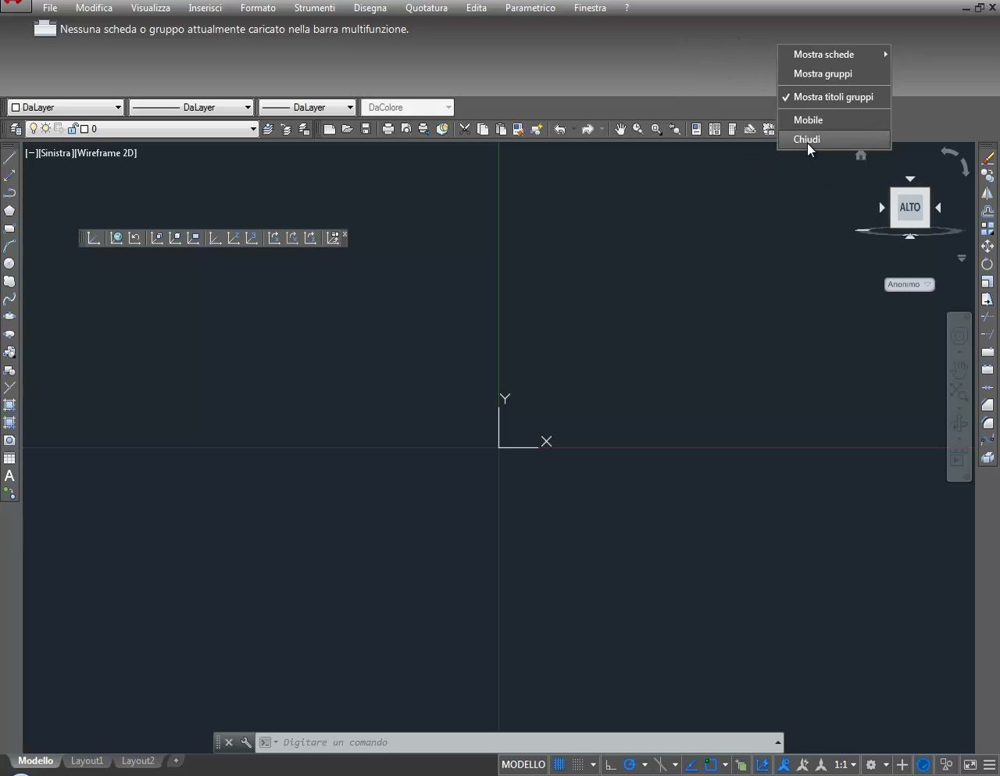 File Modifica Visualizza Inserisci Formato Strumenti Disegna Quotatura Edita Parametrico Finestra ?
Nessuna scheda o gruppo attualmente caricato nella barra multifunzione.
Mostra schede
Mostra gruppi
Mostra titoli gruppi
Mobile
Chiudi
DaLayer DaLayer DaLayer DaColore
0
[−][Sinistra][Wireframe 2D]
ALTO
Anonimo
Y
X
Digitare un comando
Modello Layout1 Layout2 +
MODELLO 1:1